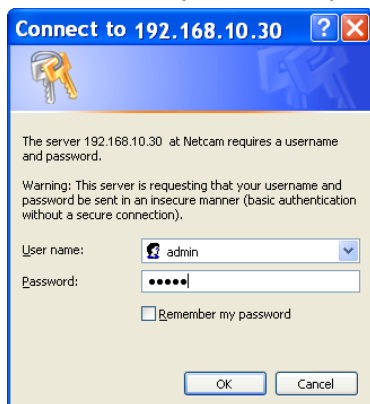 Connect to 192.168.10.30
The server 192.168.10.30 at Netcam requires a username
and password.
Warning: This server is requesting that your username and
password be sent in an insecure manner (basic authentication
without a secure connection).
User name: admin
Password: •••••
Remember my password
OK Cancel